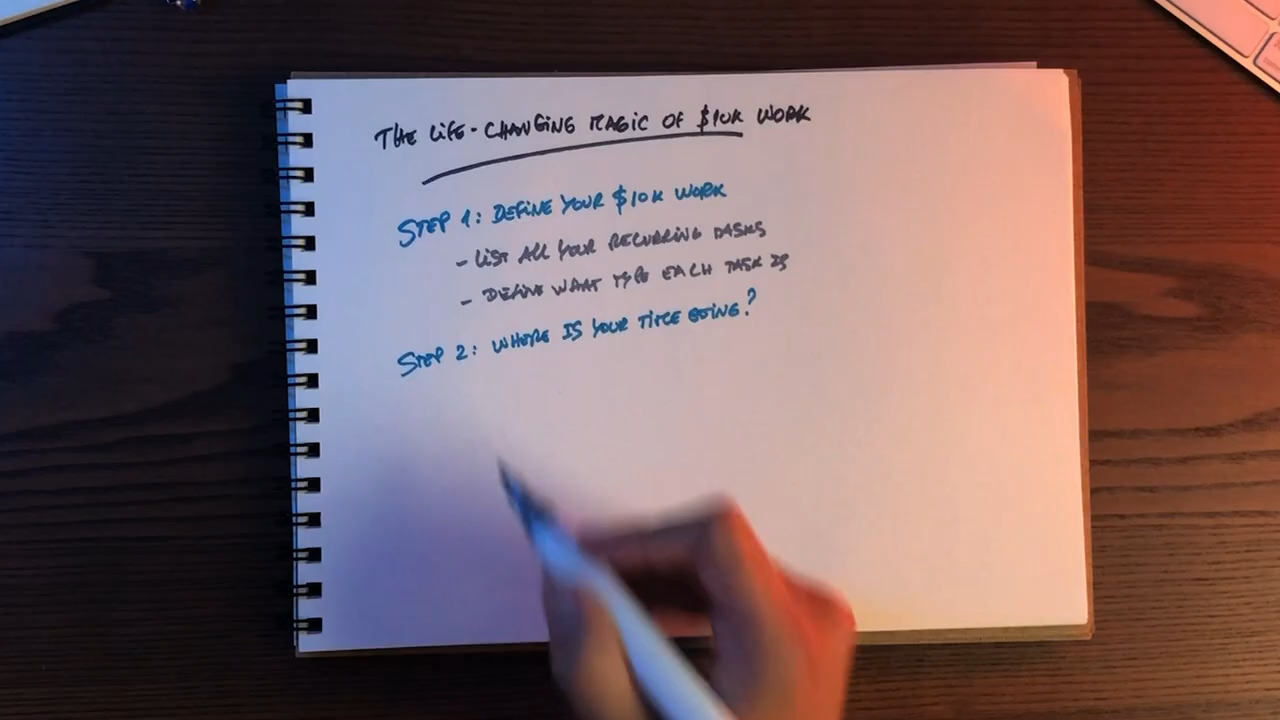 THE LIFE-CHANGING MAGIC OF $10K WORK
STEP 1: DEFINE YOUR $10K WORK
- LIST ALL YOUR RECURRING TASKS
- DEFINE WHAT TYPE EACH TASK IS
STEP 2: WHERE IS YOUR TIME GOING?